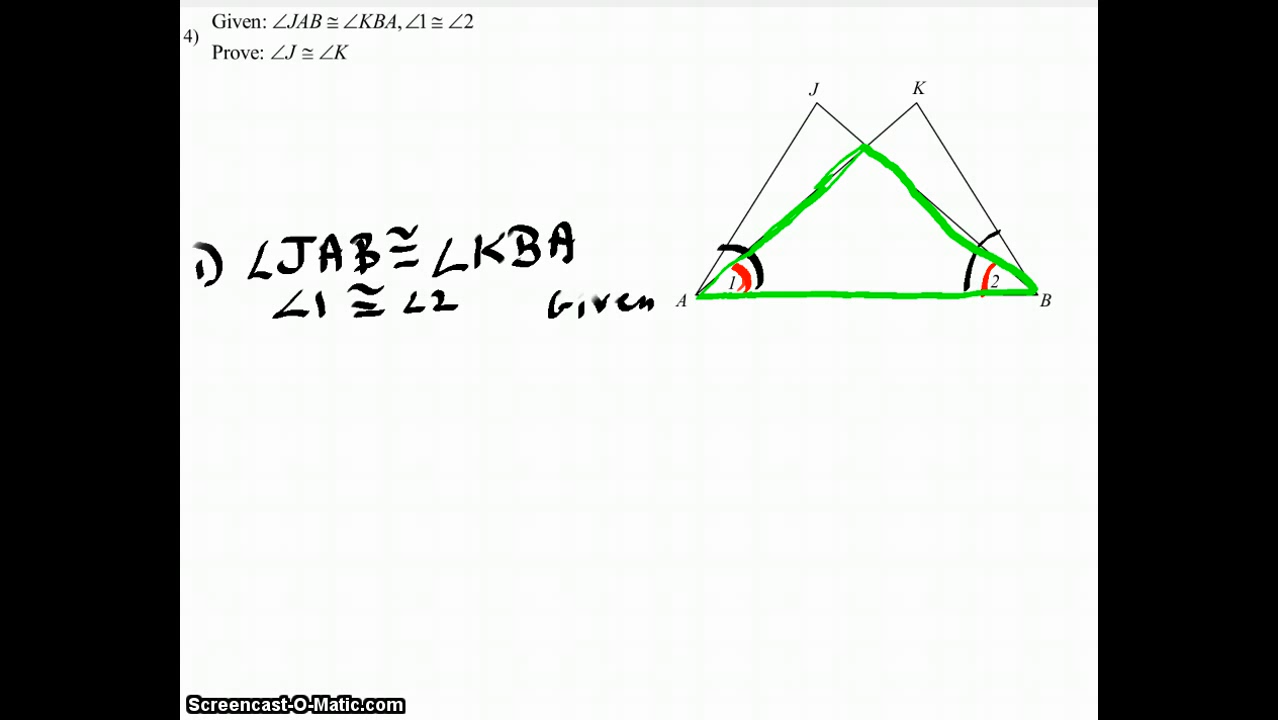 Given: ∠JAB ≅ ∠KBA, ∠1 ≅ ∠2
4)
Prove: ∠J ≅ ∠K
J
K
1) ∠JAB ≅ ∠KBA
∠1 ≅ ∠2 Given
A
1
2
B
Screencast-O-Matic.com